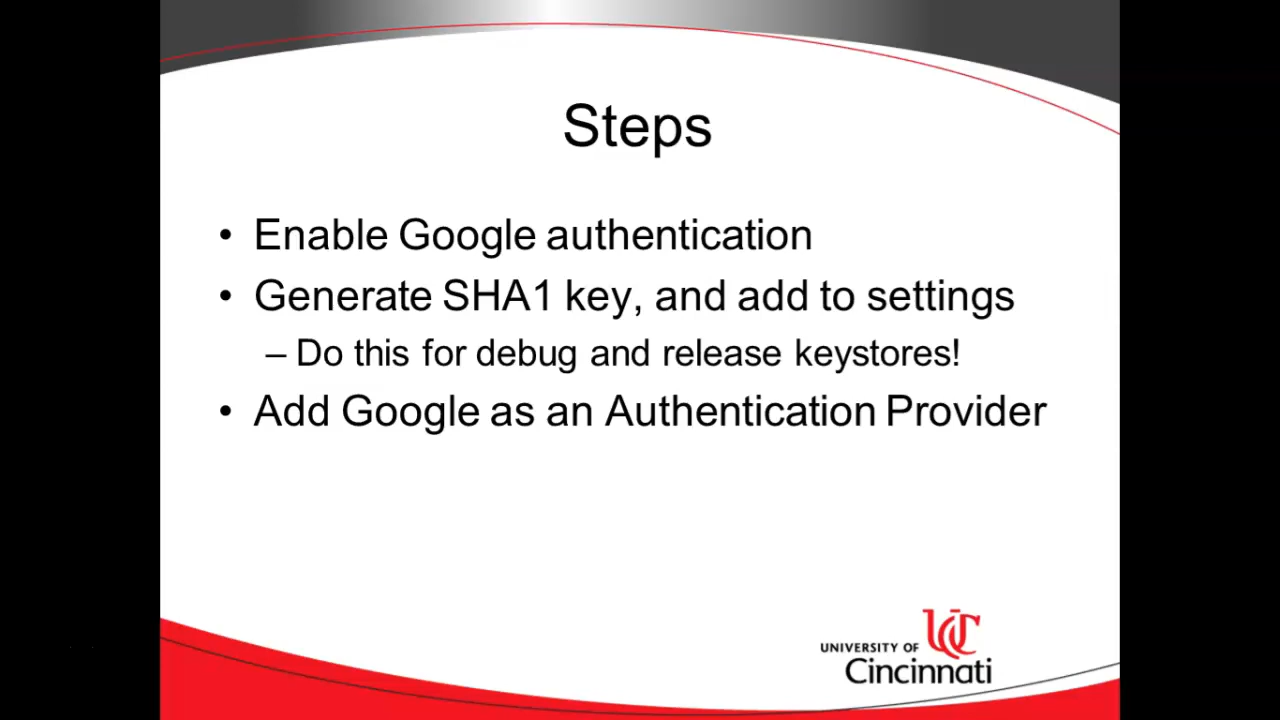 Steps
• Enable Google authentication
• Generate SHA1 key, and add to settings
– Do this for debug and release keystores!
• Add Google as an Authentication Provider
UC
UNIVERSITY OF
Cincinnati